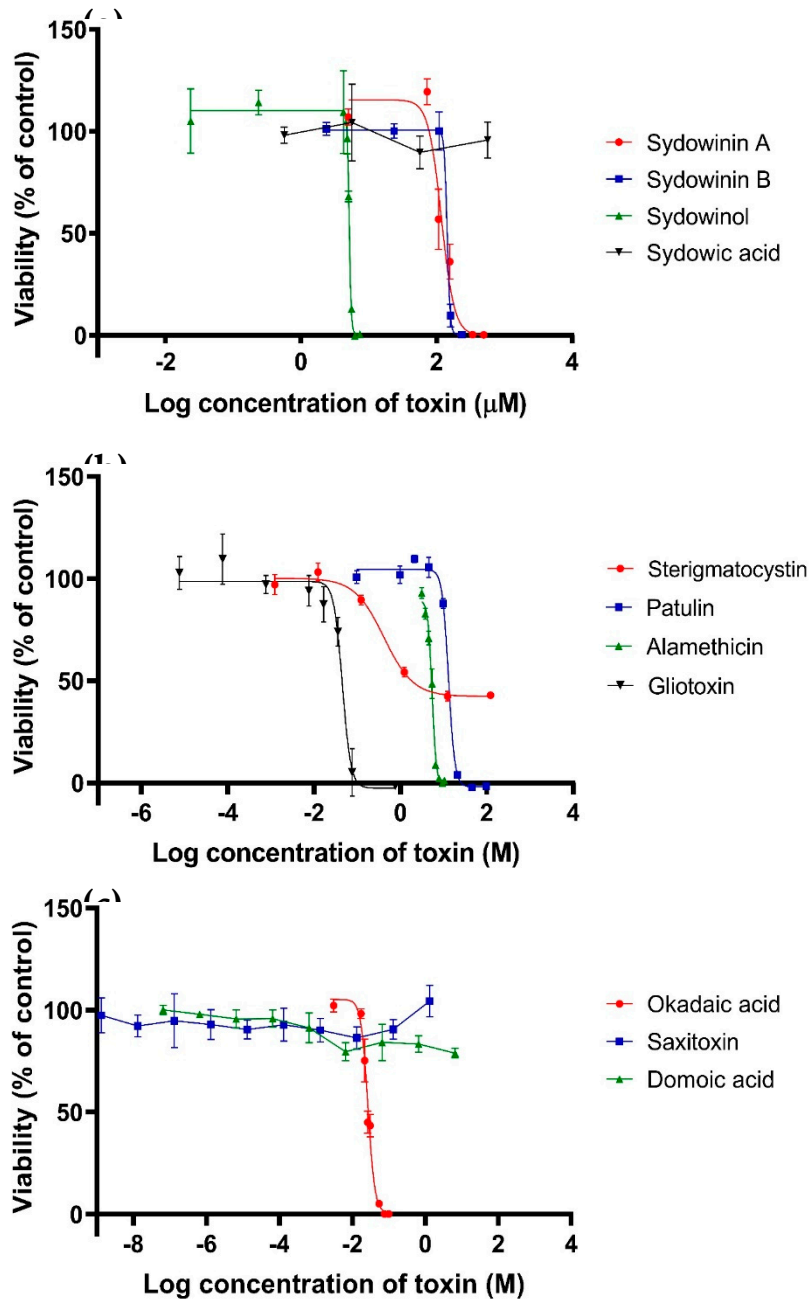 (a)
150
100
50
0
Viability (% of control)
-2
0
2
4
Log concentration of toxin (μM)
Sydowinin A
Sydowinin B
Sydowinol
Sydowic acid
(b)
150
100
50
0
Viability (% of control)
-6
-4
-2
0
2
4
Log concentration of toxin (M)
Sterigmatocystin
Patulin
Alamethicin
Gliotoxin
(c)
150
100
50
0
Viability (% of control)
-8
-6
-4
-2
0
2
4
Log concentration of toxin (M)
Okadaic acid
Saxitoxin
Domoic acid